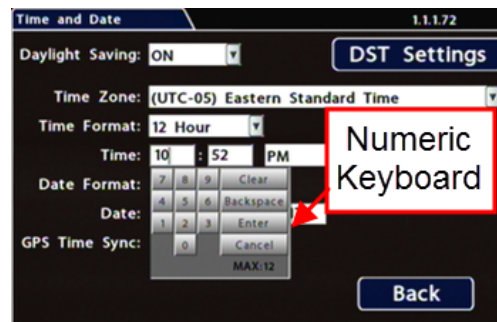 Time and Date 1.1.1.72
Daylight Saving: ON DST Settings
Time Zone: (UTC-05) Eastern Standard Time
Time Format: 12 Hour
Time: 10 : 52 PM
Numeric
Keyboard
Date Format:
7 8 9 Clear
4 5 6 Backspace
Date:
1 2 3 Enter
GPS Time Sync:
0 Cancel
MAX:12
Back